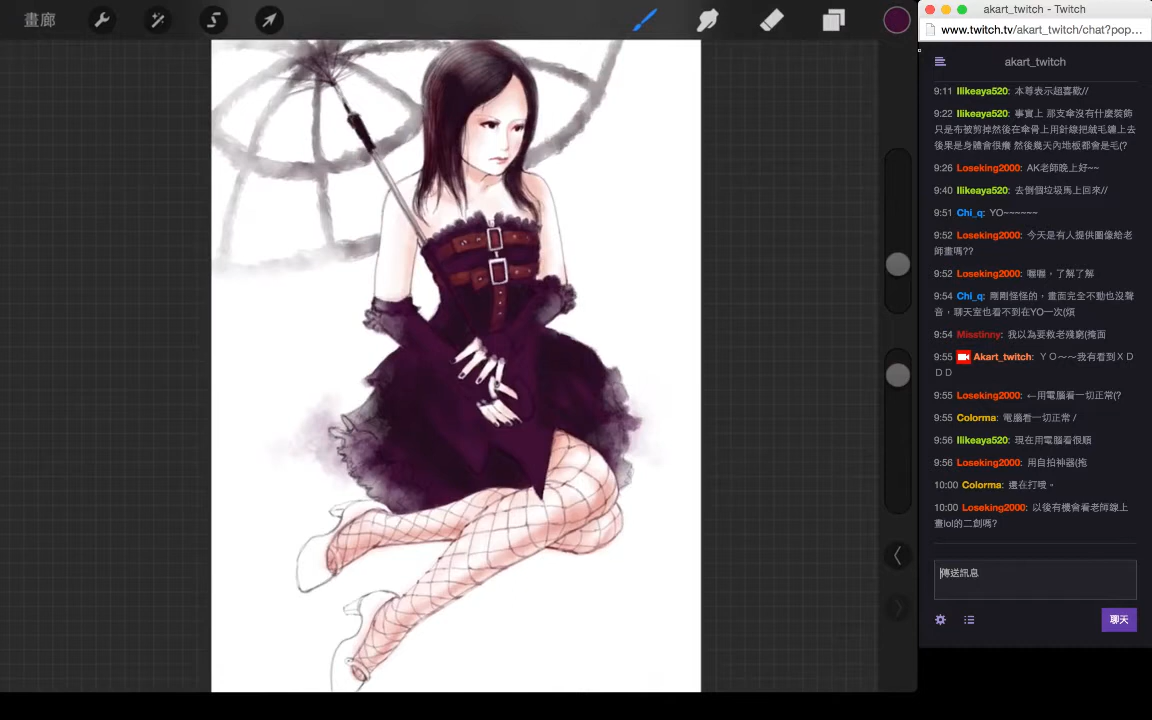 畫廊
akart_twitch - Twitch
www.twitch.tv/akart_twitch/chat?pop…
akart_twitch
9:11 Ilikeaya520: 本尊表示超喜歡//
9:22 Ilikeaya520: 事實上 那支傘沒有什麼裝飾
只是布被剪掉然後在傘骨上用針線把絨毛纏上去
後果是身體會很癢 然後幾天內地板都會是毛(?
9:26 Loseking2000: AK老師晚上好~~
9:40 Ilikeaya520: 去倒個垃圾馬上回來//
9:51 Chi_q: YO~~~~~~
9:52 Loseking2000: 今天是有人提供圖像給老
師畫嗎??
9:52 Loseking2000: 喔喔，了解了解
9:54 Chi_q: 剛剛怪怪的，畫面完全不動也沒聲
音，聊天室也看不到在YO一次(煩
9:54 Misstinny: 我以為要救老殘窮(掩面
9:55 Akart_twitch: ＹＯ～～我有看到ＸＤ
ＤＤ
9:55 Loseking2000: ←用電腦看一切正常(?
9:55 Colorma: 電腦看一切正常 /
9:56 Ilikeaya520: 現在用電腦看很順
9:56 Loseking2000: 用自拍神器(抱
10:00 Colorma: 還在打噴。
10:00 Loseking2000: 以後有機會看老師線上
畫lol的二創嗎?
傳送訊息
聊天